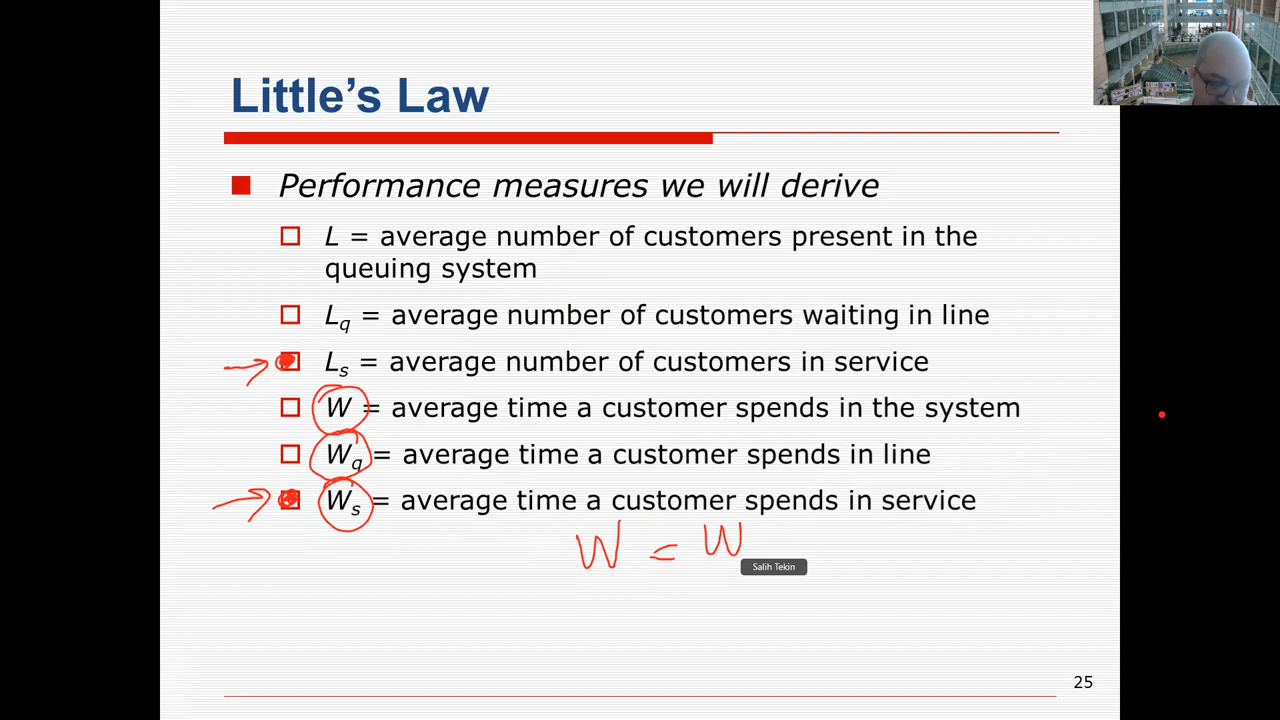 Little's Law
Performance measures we will derive
L = average number of customers present in the
queuing system
Lq = average number of customers waiting in line
Ls = average number of customers in service
W = average time a customer spends in the system
Wq = average time a customer spends in line
Ws = average time a customer spends in service
W = W
Salih Tekin
25